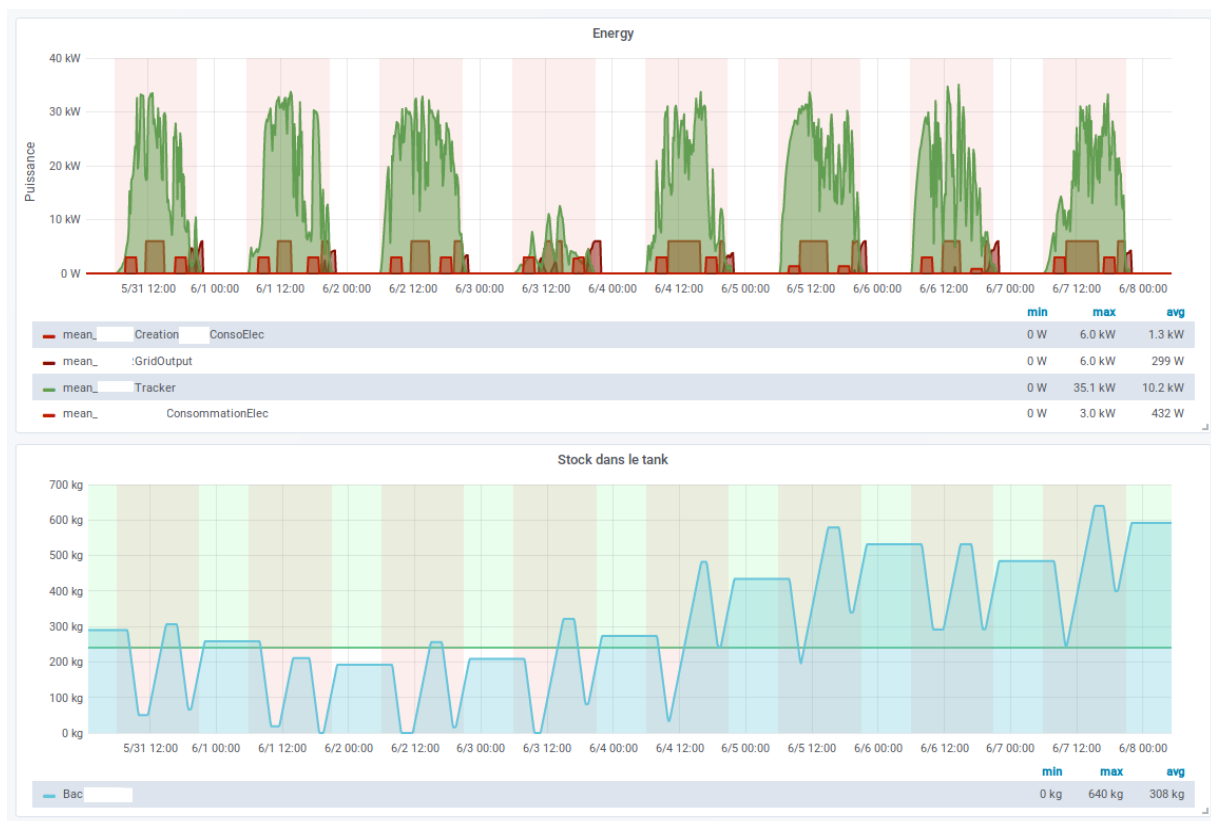 Energy
40 kW
30 kW
20 kW
10 kW
0 W
Puissance
5/31 12:00 6/1 00:00 6/1 12:00 6/2 00:00 6/2 12:00 6/3 00:00 6/3 12:00 6/4 00:00 6/4 12:00 6/5 00:00 6/5 12:00 6/6 00:00 6/6 12:00 6/7 00:00 6/7 12:00 6/8 00:00
min max avg
mean_ Creation ConsoElec 0 W 6.0 kW 1.3 kW
mean_ :GridOutput 0 W 6.0 kW 299 W
mean_ Tracker 0 W 35.1 kW 10.2 kW
mean_ ConsommationElec 0 W 3.0 kW 432 W
Stock dans le tank
700 kg
600 kg
500 kg
400 kg
300 kg
200 kg
100 kg
0 kg
5/31 12:00 6/1 00:00 6/1 12:00 6/2 00:00 6/2 12:00 6/3 00:00 6/3 12:00 6/4 00:00 6/4 12:00 6/5 00:00 6/5 12:00 6/6 00:00 6/6 12:00 6/7 00:00 6/7 12:00 6/8 00:00
min max avg
Bac 0 kg 640 kg 308 kg